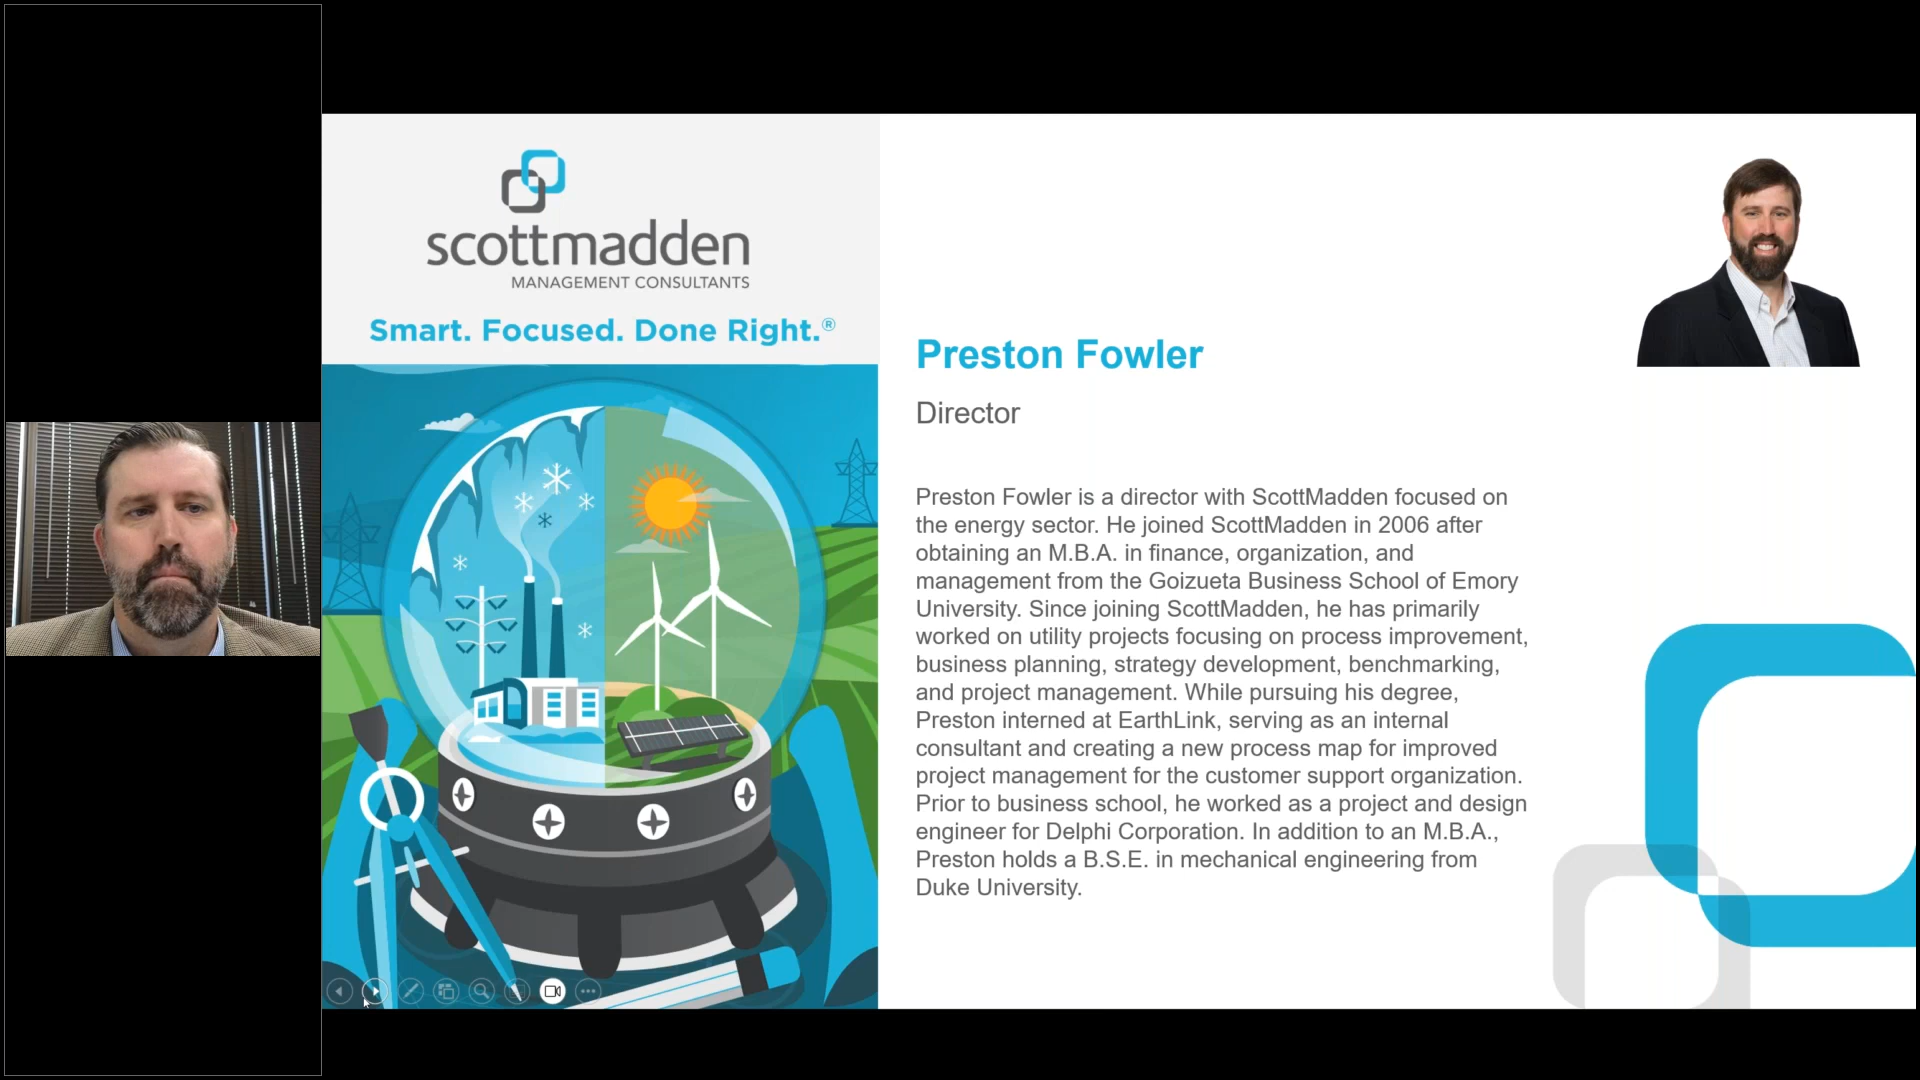 scottmadden
MANAGEMENT CONSULTANTS
Smart. Focused. Done Right.®
Preston Fowler
Director
Preston Fowler is a director with ScottMadden focused on
the energy sector. He joined ScottMadden in 2006 after
obtaining an M.B.A. in finance, organization, and
management from the Goizueta Business School of Emory
University. Since joining ScottMadden, he has primarily
worked on utility projects focusing on process improvement,
business planning, strategy development, benchmarking,
and project management. While pursuing his degree,
Preston interned at EarthLink, serving as an internal
consultant and creating a new process map for improved
project management for the customer support organization.
Prior to business school, he worked as a project and design
engineer for Delphi Corporation. In addition to an M.B.A.,
Preston holds a B.S.E. in mechanical engineering from
Duke University.